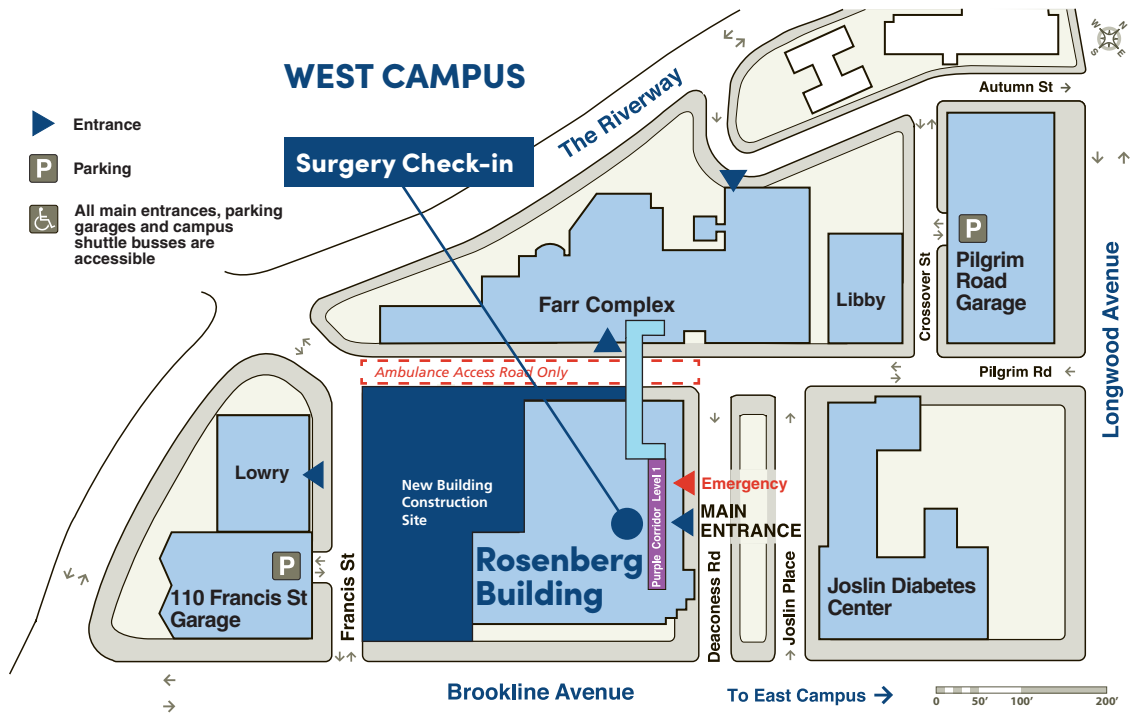 WEST CAMPUS
N
W
E
S
Autumn St
Entrance
The Riverway
P
Parking
Surgery Check-in
All main entrances, parking
garages and campus
shuttle busses are
accessible
P
Pilgrim
Road
Garage
Crossover St
Longwood Avenue
Farr Complex
Libby
Ambulance Access Road Only
Pilgrim Rd
Lowry
New Building
Construction
Site
Purple Corridor Level 1
Emergency
MAIN
ENTRANCE
Rosenberg
Building
P
110 Francis St
Garage
Francis St
Deaconess Rd
Joslin Place
Joslin Diabetes
Center
Brookline Avenue
To East Campus
0 50' 100' 200'